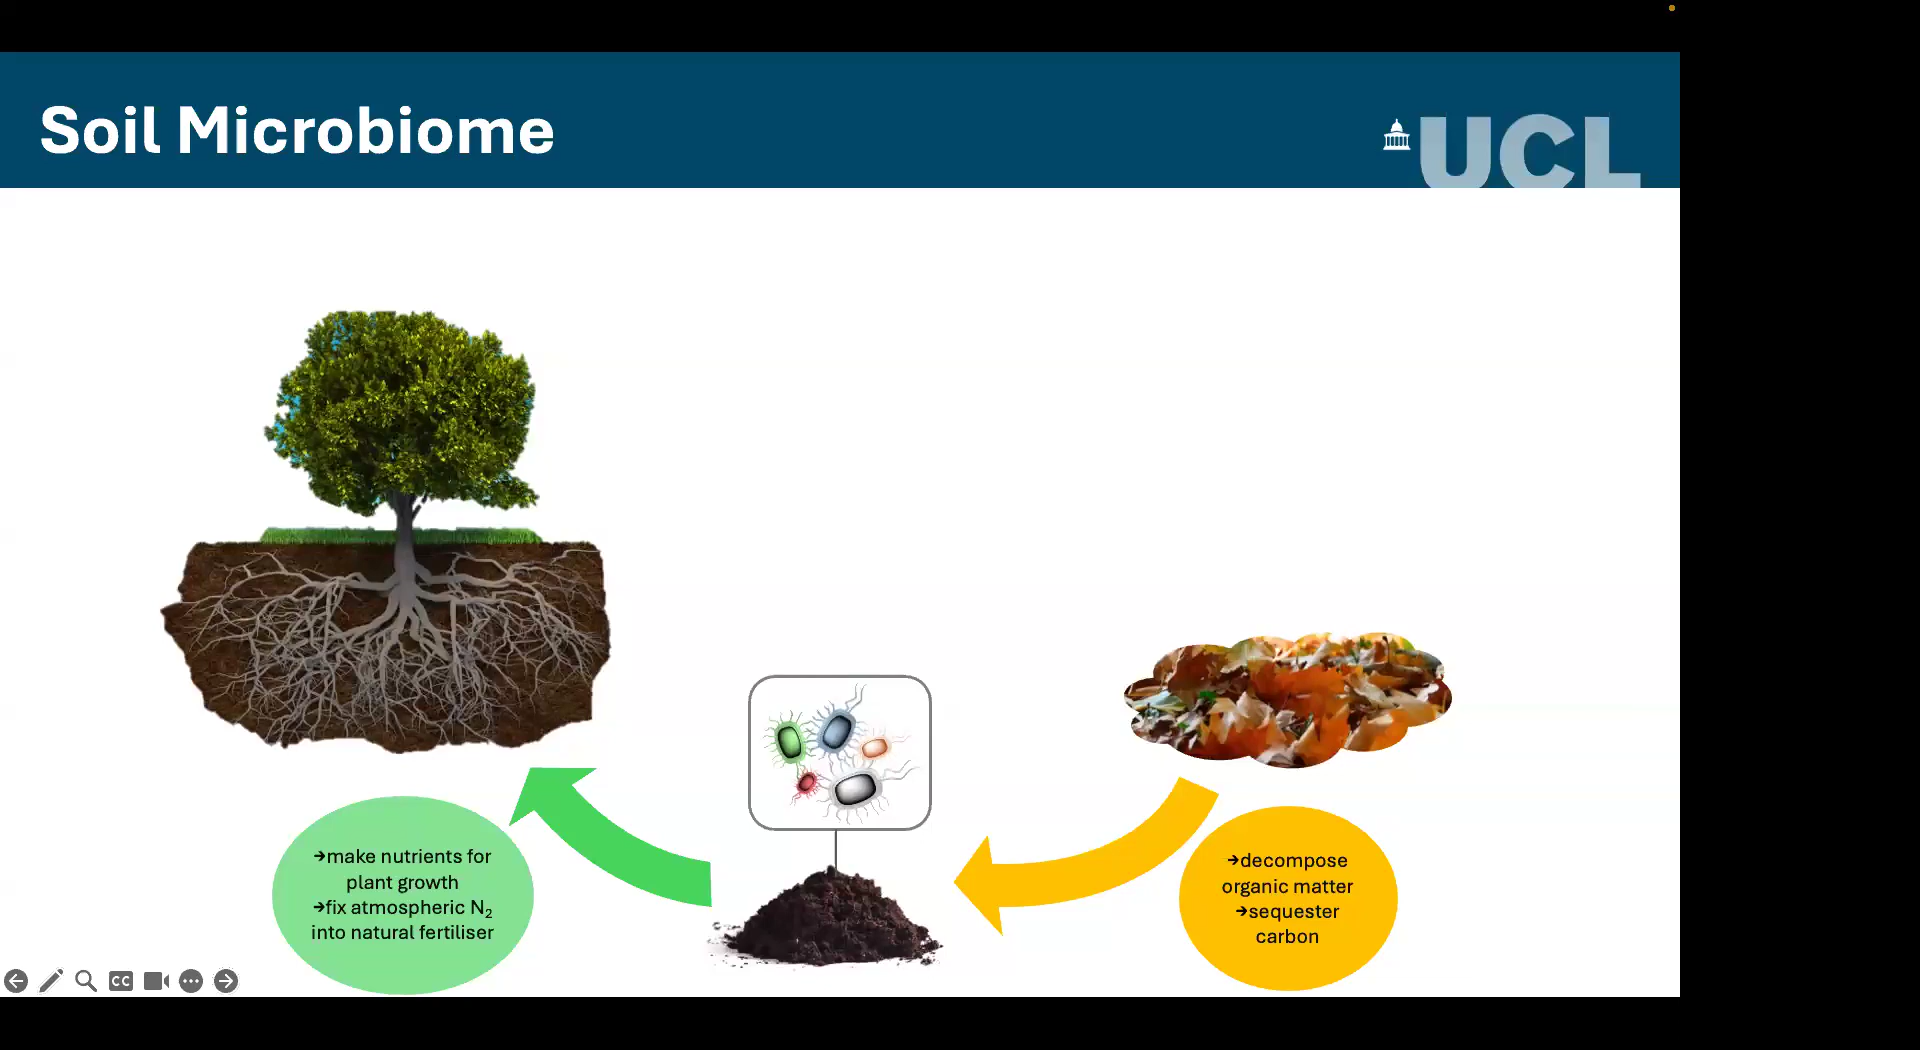 Soil Microbiome
UCL
→make nutrients for
plant growth
→fix atmospheric N₂
into natural fertiliser
→decompose
organic matter
→sequester
carbon
CC